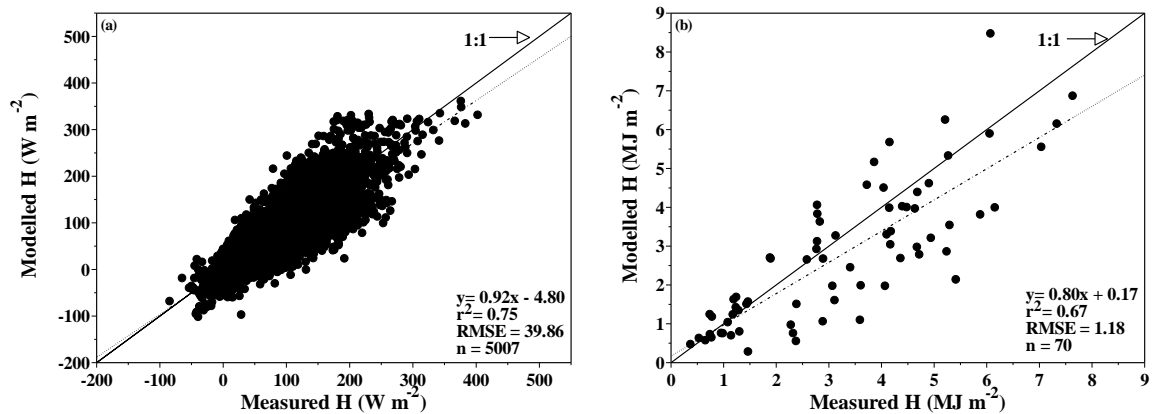 (a)
1:1
500
400
300
200
100
0
-100
-200
-200 -100 0 100 200 300 400 500
Modelled H (W m-2)
Measured H (W m-2)
y= 0.92x - 4.80
r2= 0.75
RMSE = 39.86
n = 5007
(b)
1:1
9
8
7
6
5
4
3
2
1
0
0 1 2 3 4 5 6 7 8 9
Modelled H (MJ m-2)
Measured H (MJ m-2)
y= 0.80x + 0.17
r2= 0.67
RMSE = 1.18
n = 70